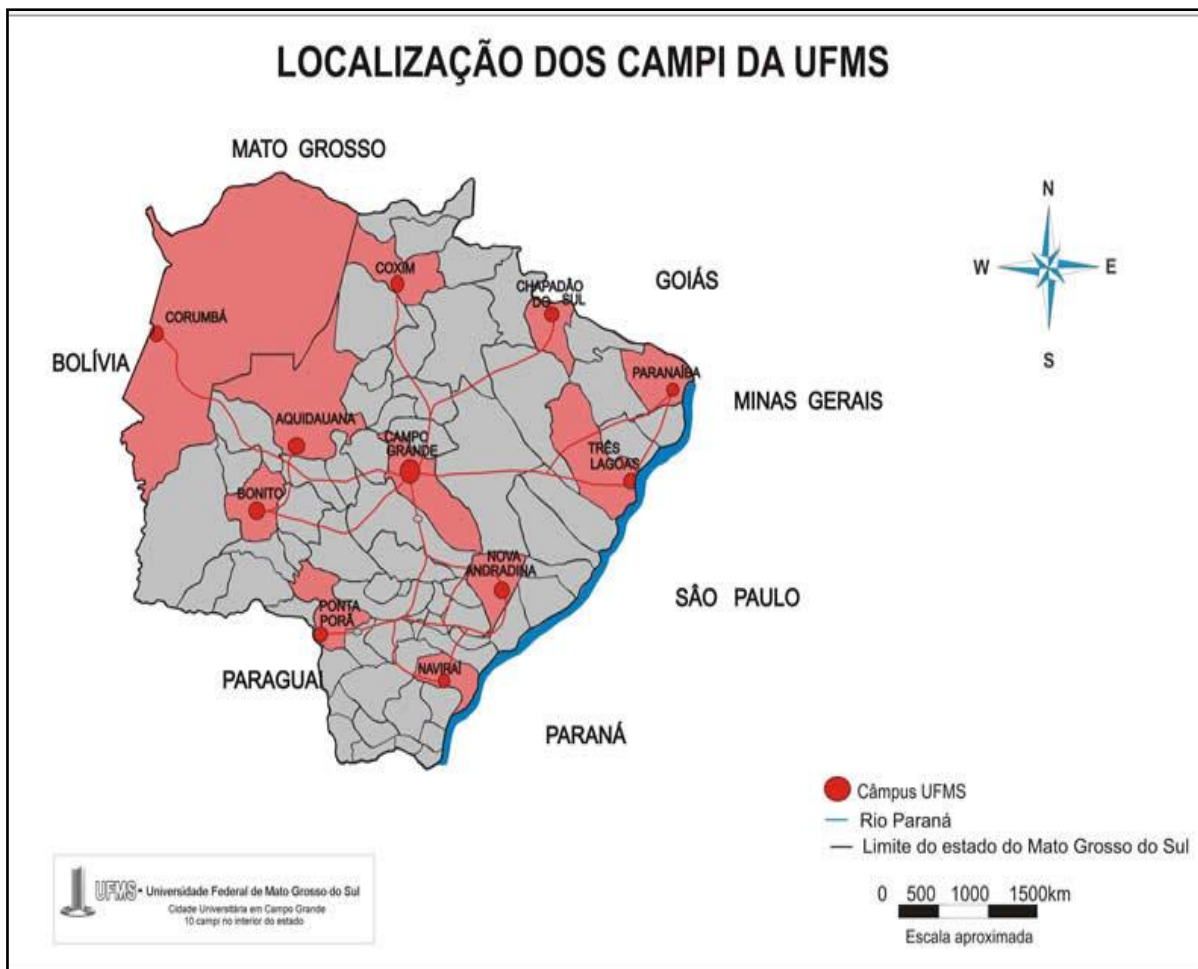 LOCALIZAÇÃO DOS CAMPI DA UFMS
MATO GROSSO
N
W
E
S
COXIM
GOIÁS
CHAPADÃO
DO SUL
CORUMBÁ
BOLÍVIA
PARANAÍBA
MINAS GERAIS
AQUIDAUANA
CAMPO
GRANDE
TRÊS
LAGOAS
BONITO
NOVA
ANDRADINA
SÂO PAULO
PONTA
PORÃ
NAVIRAÍ
PARAGUAI
PARANÁ
Câmpus UFMS
Rio Paraná
Limite do estado do Mato Grosso do Sul
0 500 1000 1500km
Escala aproximada
UFMS - Universidade Federal de Mato Grosso do Sul
Cidade Universitária em Campo Grande
10 campi no interior do estado